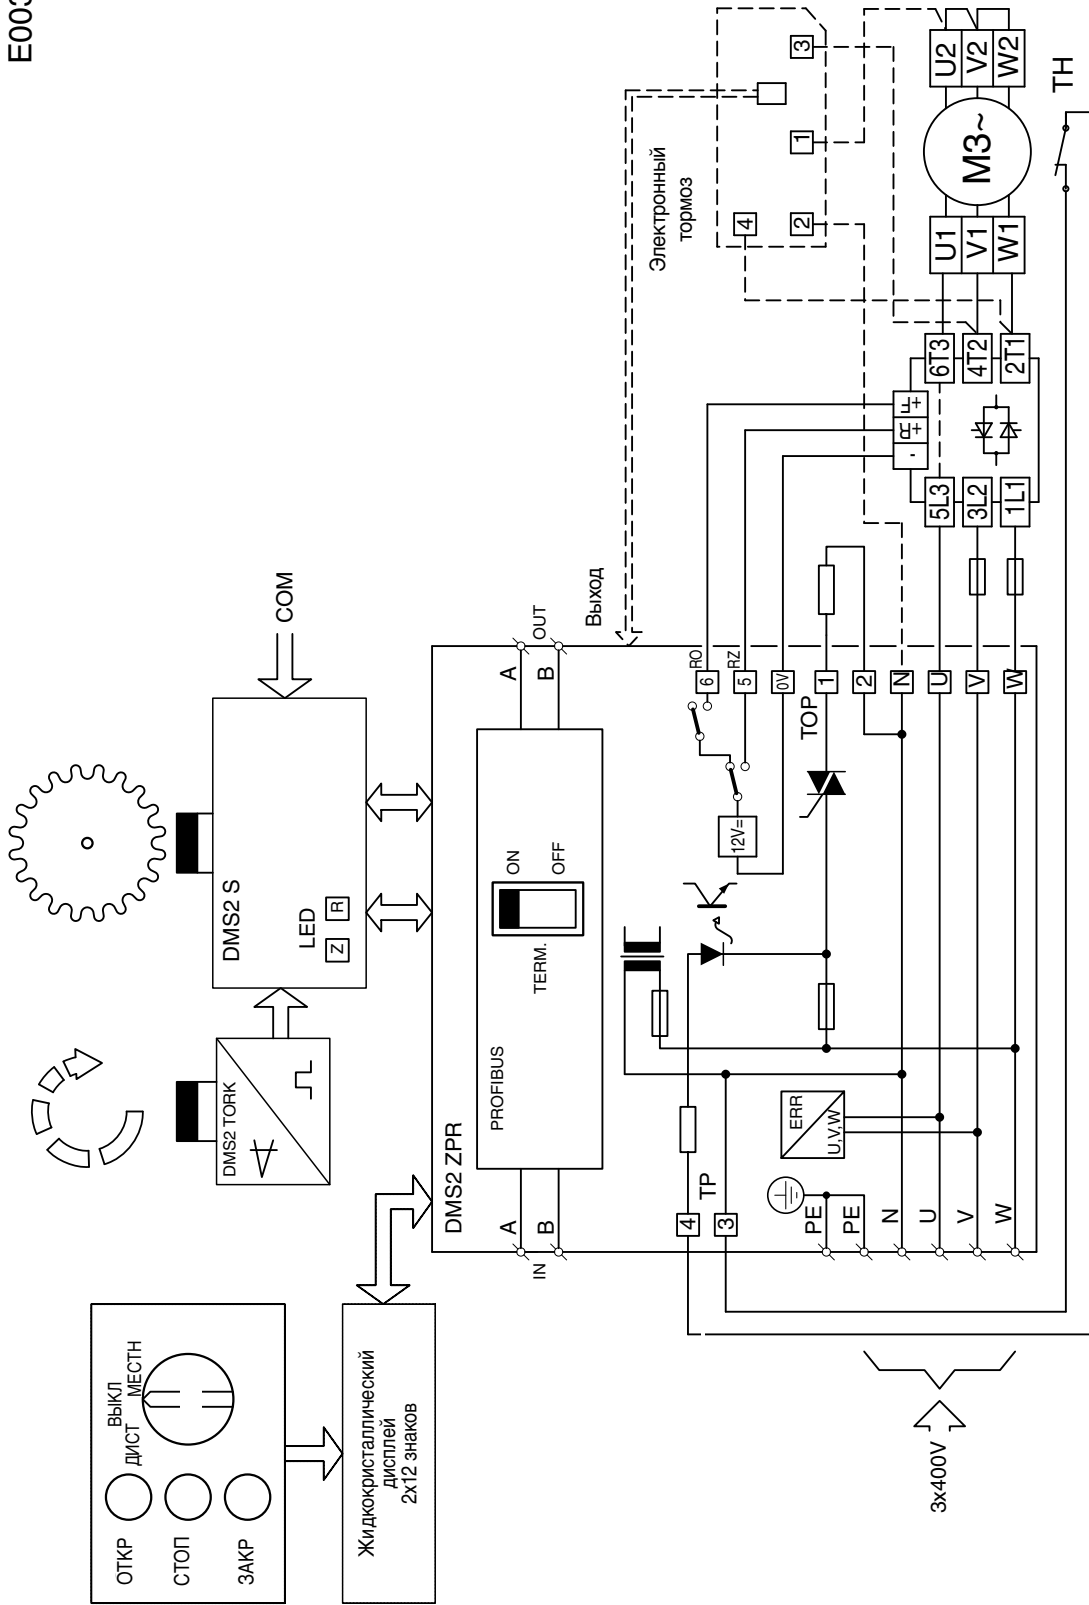 E003
ОТКР
СТОП
ЗАКР
ДИСТ
ВЫКЛ
МЕСТН
Жидкокристаллический
дисплей
2x12 знаков
DMS2 TORK
DMS2 S
LED
Z
R
COM
DMS2 ZPR
IN
A
B
PROFIBUS
TERM.
ON
OFF
A
B
OUT
Выход
4
3
TP
PE
PE
N
U
V
W
3x400V
ERR
U,V,W
12V=
TOP
RO
6
RZ
5
0V
1
2
N
U
V
W
-
+R
+F
5L3
3L2
1L1
6T3
4T2
2T1
Электронный
тормоз
4
2
1
3
U1
V1
W1
M3~
U2
V2
W2
TH